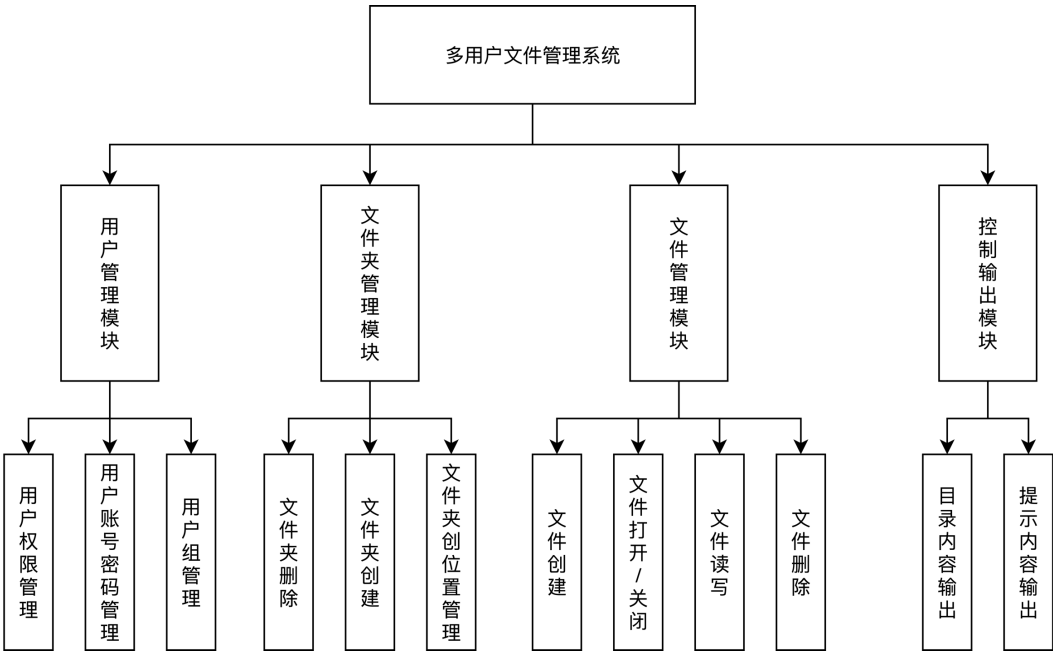 多用户文件管理系统
用户管理模块
文件夹管理模块
文件管理模块
控制输出模块
用户权限管理
用户账号密码管理
用户组管理
文件夹删除
文件夹创建
文件夹创位置管理
文件创建
文件打开/关闭
文件读写
文件删除
目录内容输出
提示内容输出